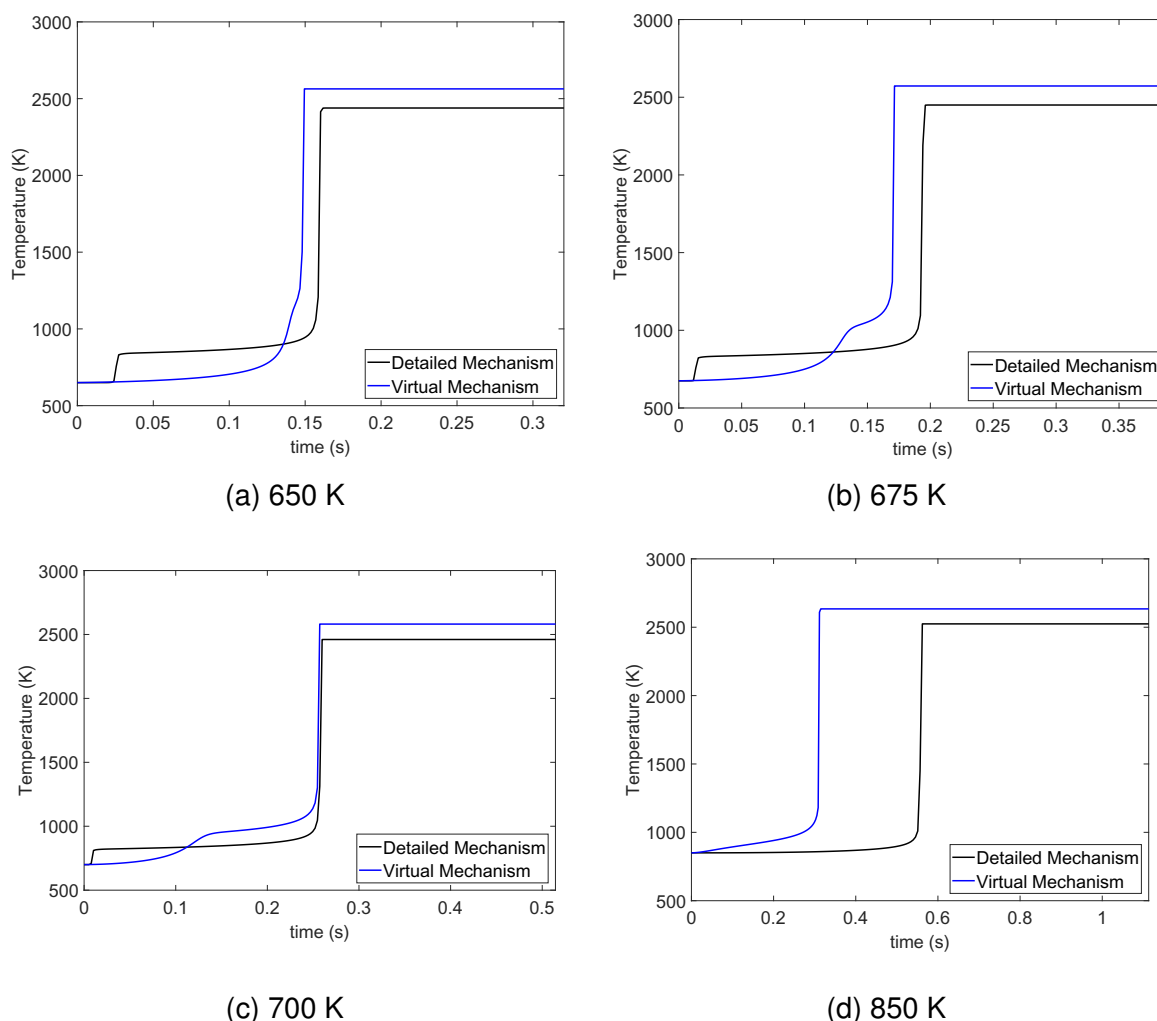 3000
2500
2000
1500
1000
500
Temperature (K)
0 0.05 0.1 0.15 0.2 0.25 0.3
time (s)
Detailed Mechanism
Virtual Mechanism
(a) 650 K
3000
2500
2000
1500
1000
500
Temperature (K)
0 0.05 0.1 0.15 0.2 0.25 0.3 0.35
time (s)
Detailed Mechanism
Virtual Mechanism
(b) 675 K
3000
2500
2000
1500
1000
500
Temperature (K)
0 0.1 0.2 0.3 0.4 0.5
time (s)
Detailed Mechanism
Virtual Mechanism
(c) 700 K
3000
2500
2000
1500
1000
500
Temperature (K)
0 0.2 0.4 0.6 0.8 1
time (s)
Detailed Mechanism
Virtual Mechanism
(d) 850 K